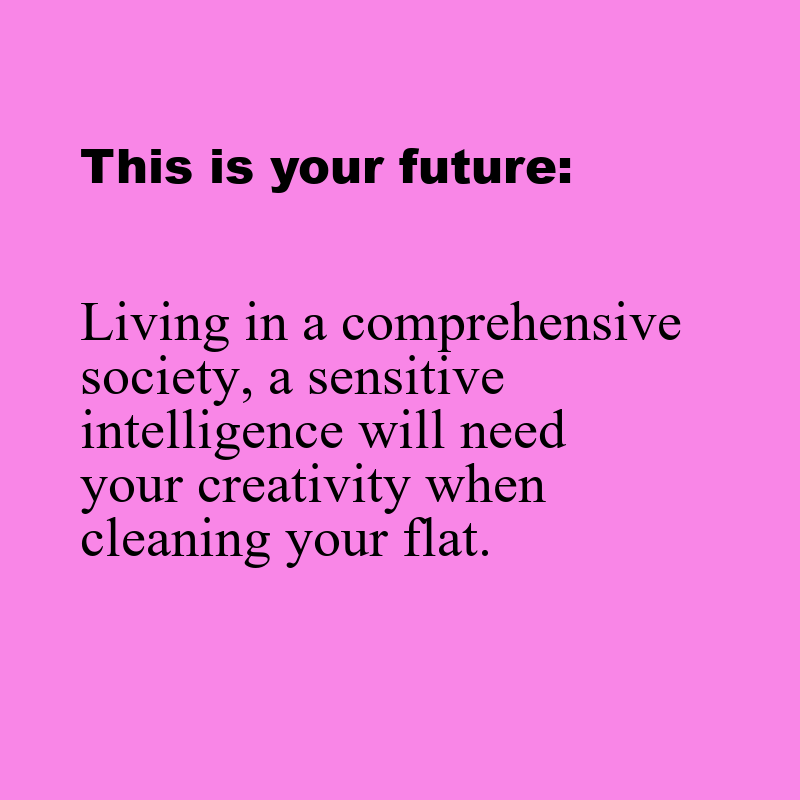 This is your future:
Living in a comprehensive
society, a sensitive
intelligence will need
your creativity when
cleaning your flat.